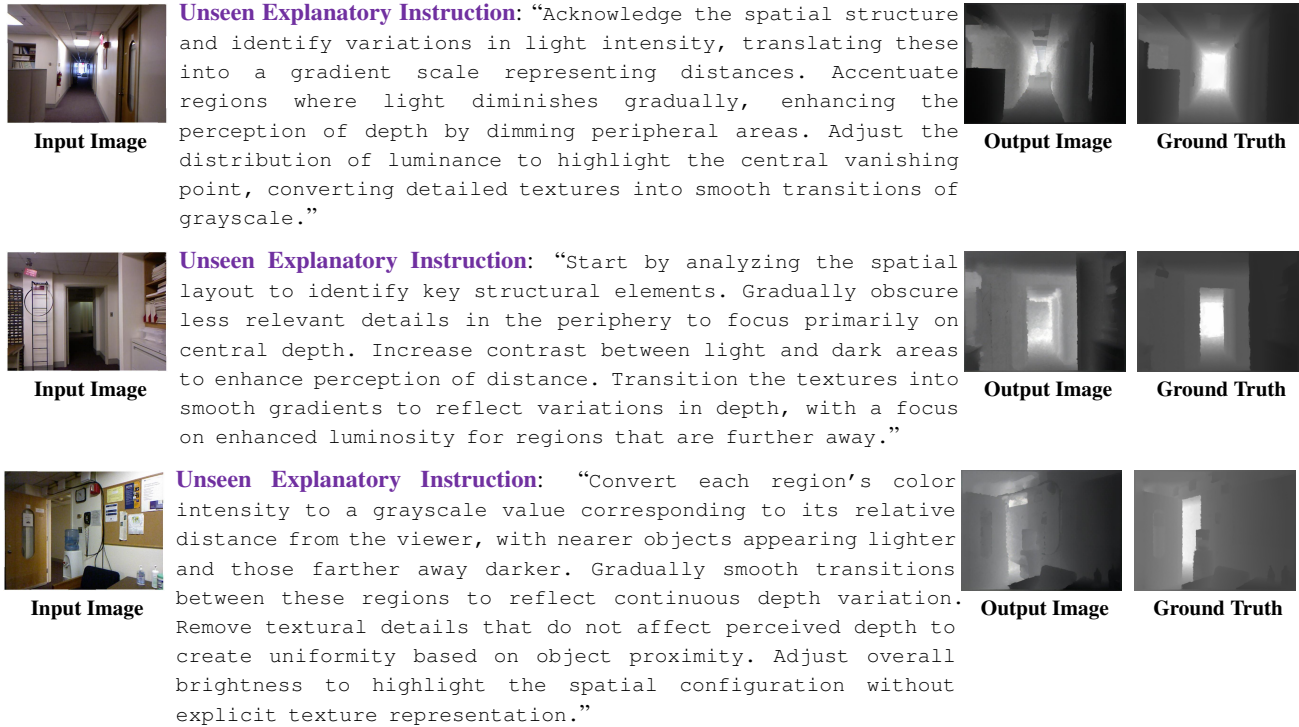 Unseen Explanatory Instruction: “Acknowledge the spatial structure
and identify variations in light intensity, translating these
into a gradient scale representing distances. Accentuate
regions where light diminishes gradually, enhancing the
perception of depth by dimming peripheral areas. Adjust the
distribution of luminance to highlight the central vanishing
point, converting detailed textures into smooth transitions of
grayscale.”
Input Image
Output Image
Ground Truth
Unseen Explanatory Instruction: “Start by analyzing the spatial
layout to identify key structural elements. Gradually obscure
less relevant details in the periphery to focus primarily on
central depth. Increase contrast between light and dark areas
to enhance perception of distance. Transition the textures into
smooth gradients to reflect variations in depth, with a focus
on enhanced luminosity for regions that are further away.”
Input Image
Output Image
Ground Truth
Unseen Explanatory Instruction: “Convert each region’s color
intensity to a grayscale value corresponding to its relative
distance from the viewer, with nearer objects appearing lighter
and those farther away darker. Gradually smooth transitions
between these regions to reflect continuous depth variation.
Remove textural details that do not affect perceived depth to
create uniformity based on object proximity. Adjust overall
brightness to highlight the spatial configuration without
explicit texture representation.”
Input Image
Output Image
Ground Truth